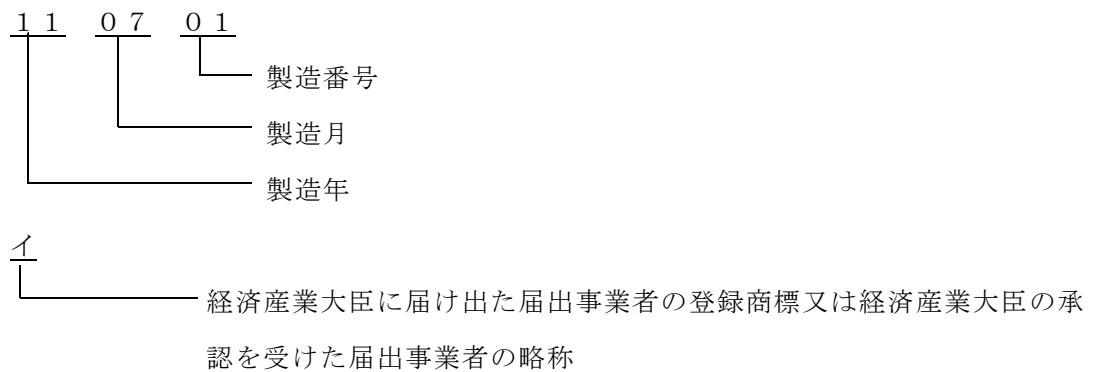 １１ ０７ ０１
製造番号
製造月
製造年
イ
経済産業大臣に届け出た届出事業者の登録商標又は経済産業大臣の承
認を受けた届出事業者の略称